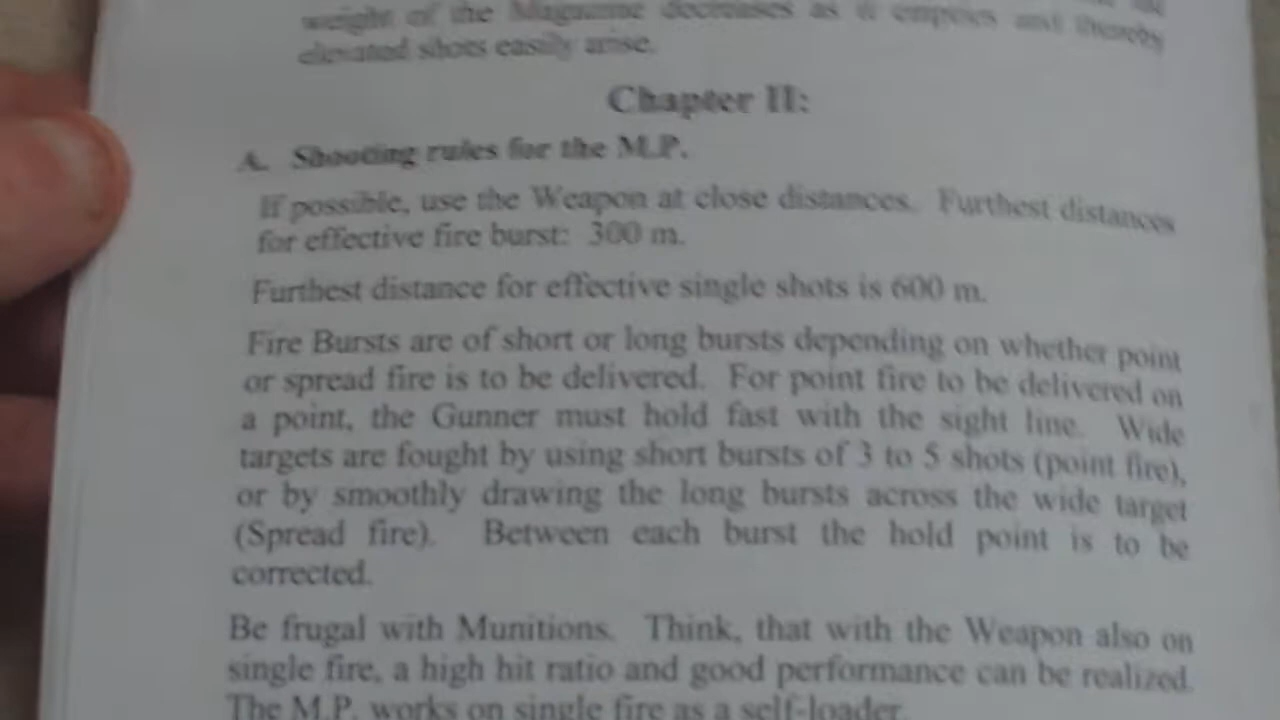 weight of the Magazine decreases as it empties and thereby
elevated shots easily arise.
Chapter II:
A. Shooting rules for the M.P.
If possible, use the Weapon at close distances. Furthest distances
for effective fire burst: 300 m.
Furthest distance for effective single shots is 600 m.
Fire Bursts are of short or long bursts depending on whether point
or spread fire is to be delivered. For point fire to be delivered on
a point, the Gunner must hold fast with the sight line. Wide
targets are fought by using short bursts of 3 to 5 shots (point fire),
or by smoothly drawing the long bursts across the wide target
(Spread fire). Between each burst the hold point is to be
corrected.
Be frugal with Munitions. Think, that with the Weapon also on
single fire, a high hit ratio and good performance can be realized.
The M.P. works on single fire as a self-loader.